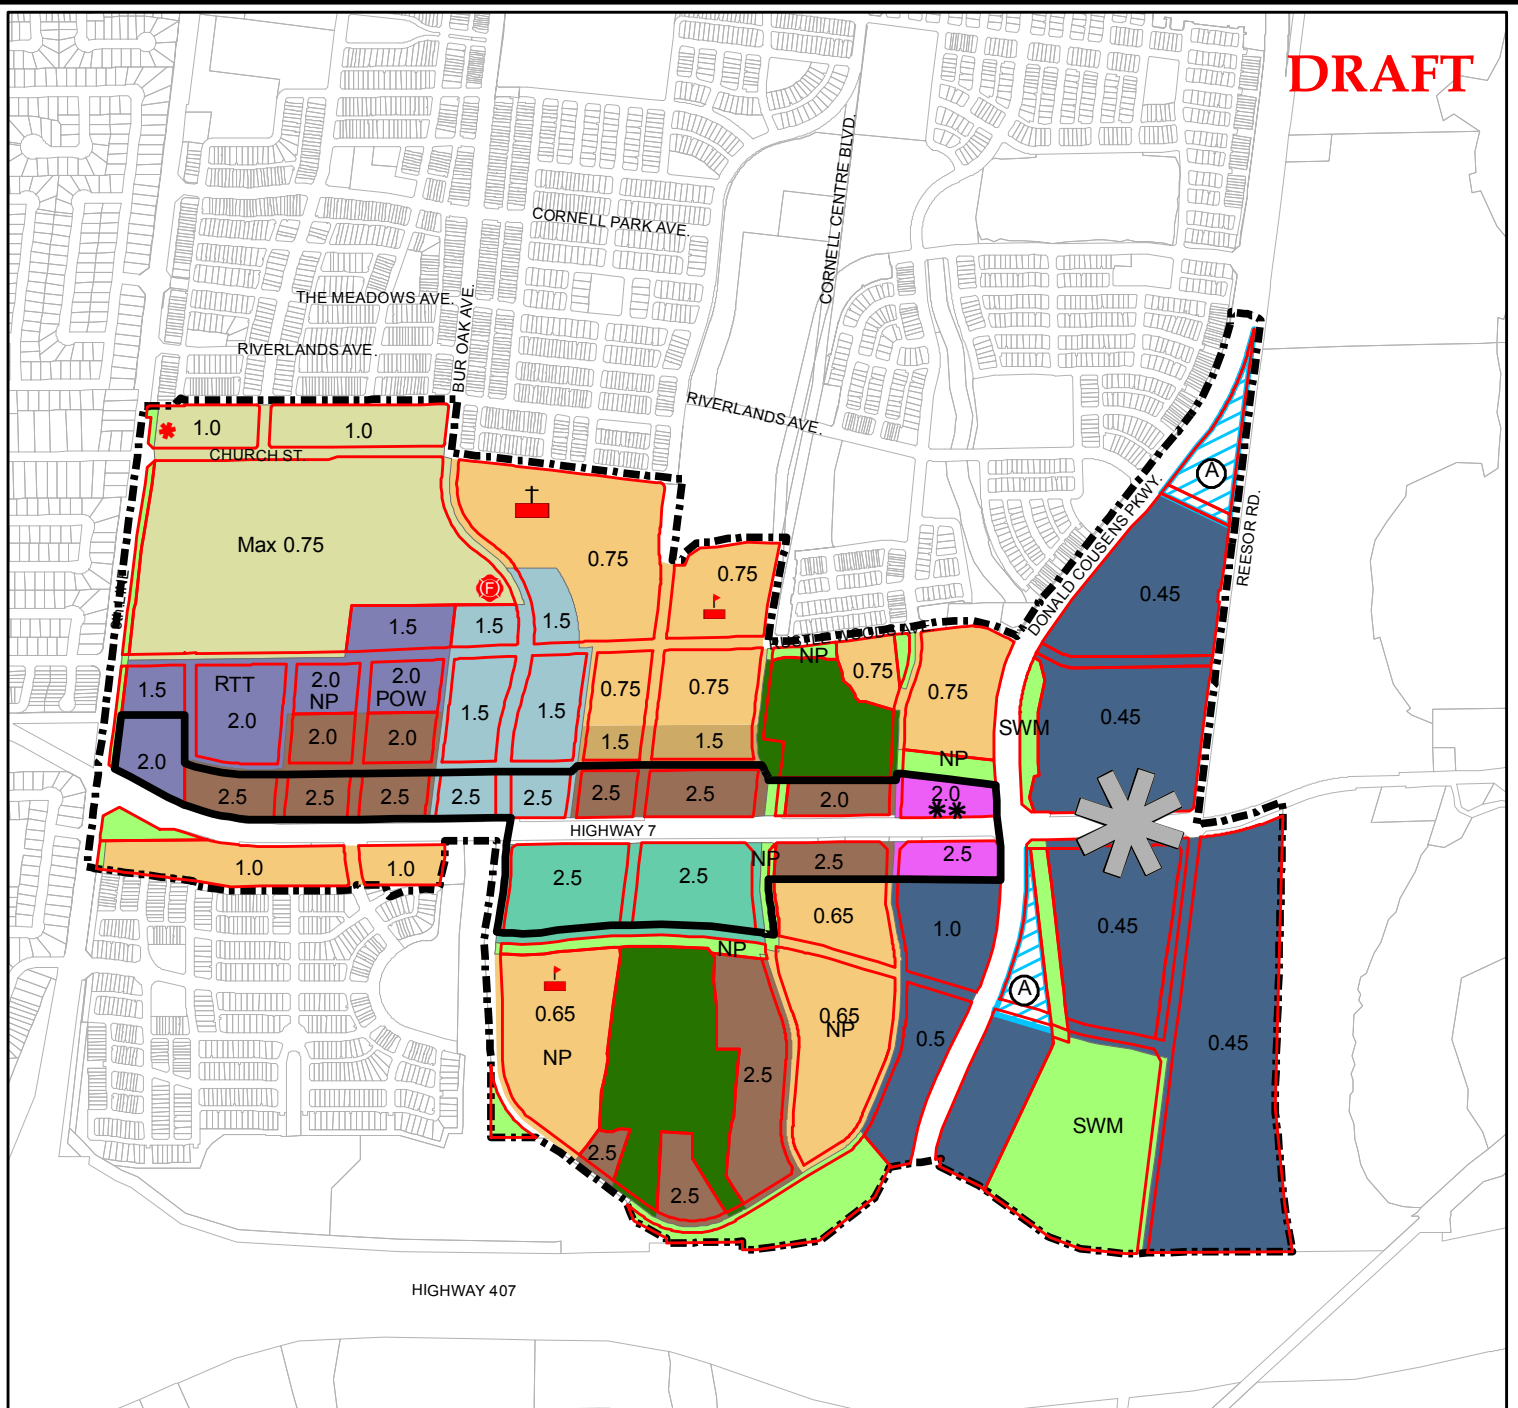 DRAFT
CORNELL CENTRE BLVD.
CORNELL PARK AVE.
THE MEADOWS AVE.
BUR OAK AVE.
RIVERLANDS AVE.
RIVERLANDS AVE.
1.0
1.0
CHURCH ST.
A
DONALD COUSENS PKWY.
REESOR RD.
Max 0.75
0.75
0.75
F
0.45
1.5
1.5
1.5
NP
0.75
0.75
0.75
0.75
1.5
RTT
2.0
2.0
NP
2.0
POW
1.5
1.5
0.45
SWM
2.0
2.0
1.5
1.5
NP
2.0
2.5
2.5
2.5
2.5
2.5
2.5
2.5
2.0
2.0
**
HIGHWAY 7
1.0
1.0
2.5
2.5
NP
2.5
2.5
0.65
1.0
0.45
NP
A
0.65
NP
0.65
NP
0.5
0.45
2.5
SWM
2.5
2.5
HIGHWAY 407